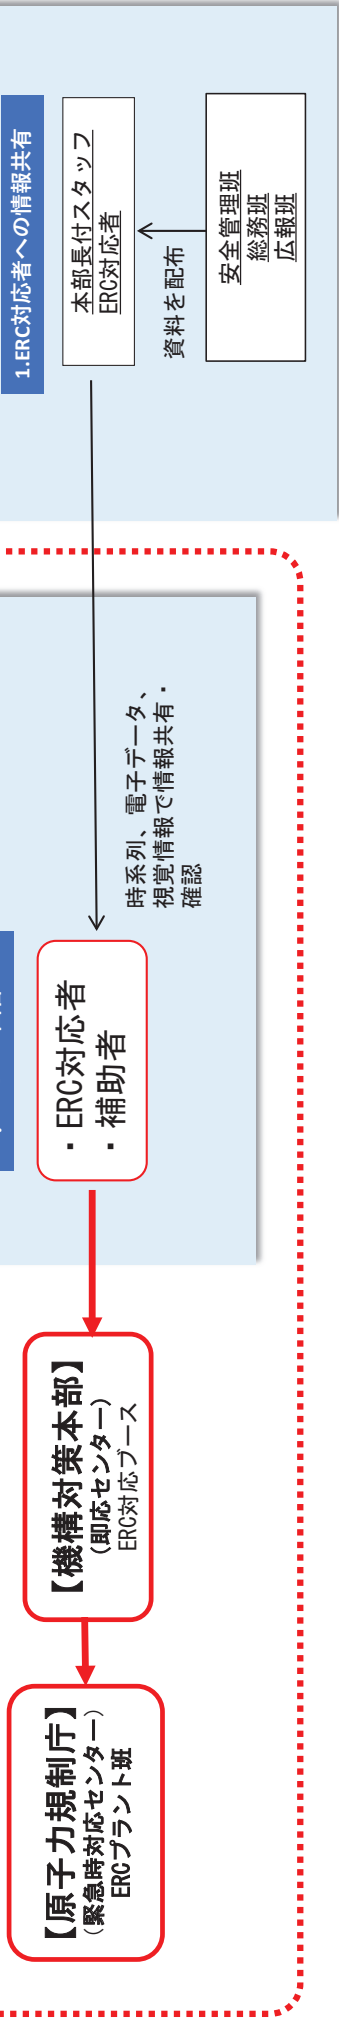 1.ERC対応者への情報共有
本部長付スタッフ
ERC対応者
資料を配布
安全管理班
総務班
広報班
時系列、電子データ、
視覚情報で情報共有・
確認
・ERC対応者
・補助者
【機構対策本部】
(即応センター)
ERC対応ブース
【原子力規制庁】
(緊急時対応センター)
ERCプラント班